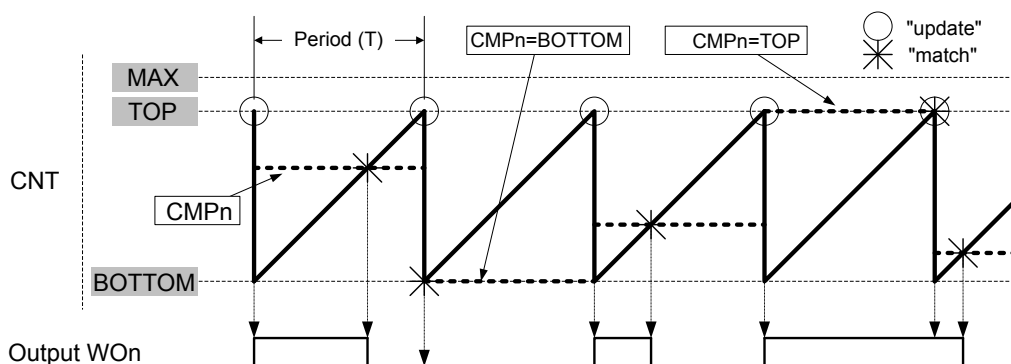 Period (T)
CMPn=BOTTOM
CMPn=TOP
"update"
"match"
MAX
TOP
CNT
CMPn
BOTTOM
Output WOn